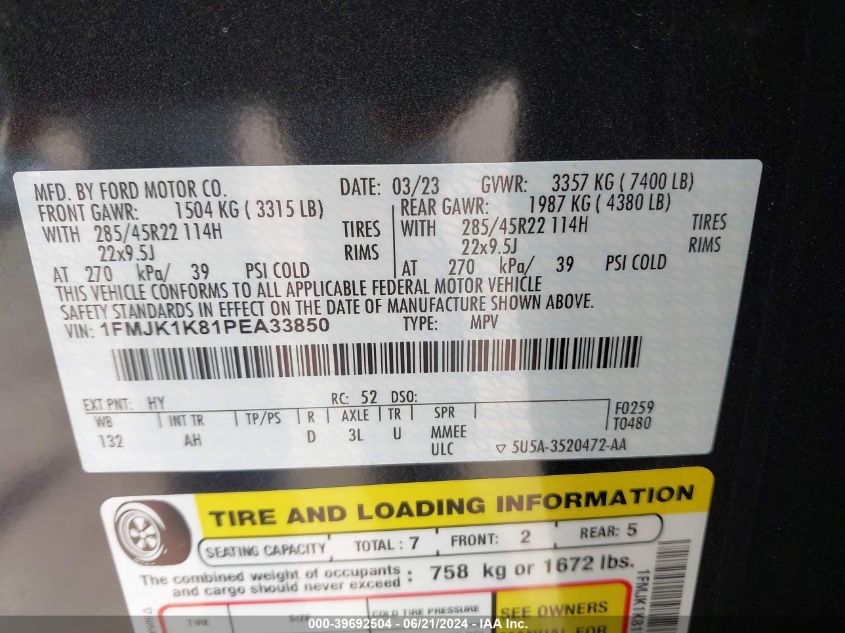 MFD. BY FORD MOTOR CO. DATE: 03/23 GVWR: 3357 KG ( 7400 LB)
FRONT GAWR: 1504 KG ( 3315 LB) REAR GAWR: 1987 KG ( 4380 LB)
WITH 285/45R22 114H TIRES WITH 285/45R22 114H TIRES
22x9.5J RIMS 22x9.5J RIMS
AT 270 kPa/ 39 PSI COLD AT 270 kPa/ 39 PSI COLD
THIS VEHICLE CONFORMS TO ALL APPLICABLE FEDERAL MOTOR VEHICLE
SAFETY STANDARDS IN EFFECT ON THE DATE OF MANUFACTURE SHOWN ABOVE.
VIN: 1FMJK1K81PEA33850 TYPE: MPV
EXT PNT: HY RC: 52 DSO:
WB INT TR TP/PS R AXLE TR SPR F0259
132 AH D 3L U MMEE T0480
ULC ▽ 5U5A-3520472-AA
TIRE AND LOADING INFORMATION
SEATING CAPACITY TOTAL : 7 FRONT: 2 REAR: 5
The combined weight of occupants
and cargo should never exceed : 758 kg or 1672 lbs.
TIRE SIZE COLD TIRE PRESSURE SEE OWNERS
MANUAL FOR
1FMJK1K81
000-39692504 - 06/21/2024 - IAA Inc.